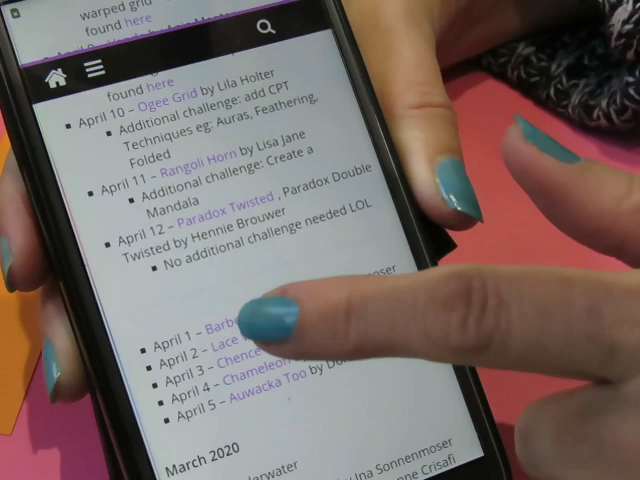 warped grid
found here
found here
April 10 – Ogee Grid by Lila Holter
Additional challenge: add CPT
Techniques eg: Auras, Feathering,
Folded
April 11 – Rangoli Horn by Lisa Jane
Additional challenge: Create a
Mandala
April 12 – Paradox Twisted , Paradox Double
Twisted by Hennie Brouwer
No additional challenge needed LOL
April 1 –
April 2 – Lace
April 3 –
April 4 – Chameleon
April 5 – Auwacka Too by
March 2020
by Ina Sonnenmoser
Crisafi